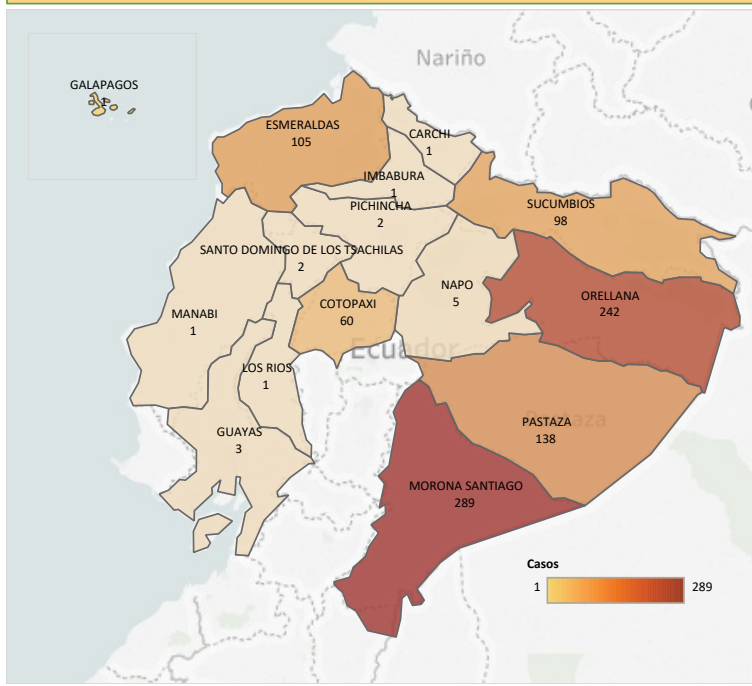 Nariño
GALAPAGOS
1
ESMERALDAS
105
CARCHI
1
IMBABURA
1
PICHINCHA
2
SUCUMBIOS
98
SANTO DOMINGO DE LOS TSACHILAS
2
NAPO
5
ORELLANA
242
COTOPAXI
60
MANABI
1
Ecuador
LOS RIOS
1
GUAYAS
3
Pastaza
PASTAZA
138
MORONA SANTIAGO
289
Casos
1 289